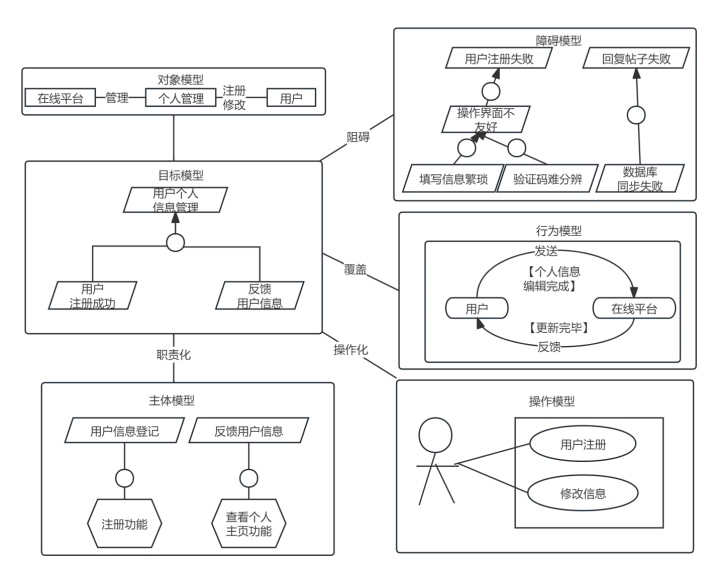 对象模型
在线平台
管理
个人管理
注册
修改
用户
障碍模型
用户注册失败
回复帖子失败
操作界面不
友好
填写信息繁琐
验证码难分辨
数据库
同步失败
阻碍
目标模型
用户个人
信息管理
用户
注册成功
反馈
用户信息
覆盖
行为模型
发送
【个人信息
编辑完成】
用户
在线平台
【更新完毕】
反馈
职责化
操作化
主体模型
用户信息登记
反馈用户信息
注册功能
查看个人
主页功能
操作模型
用户注册
修改信息